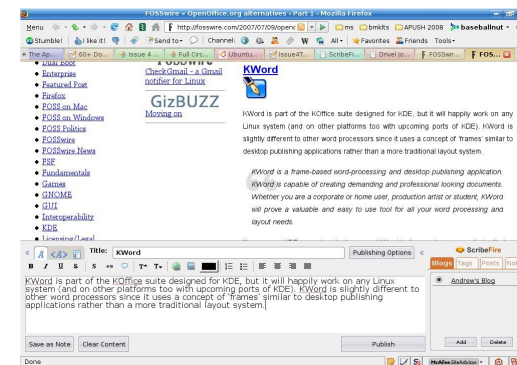 FOSSwire » OpenOffice.org alternatives - Part 1 - Mozilla Firefox
Menu
http://fosswire.com/2007/07/09/openc
ms
bmklts
APUSH 2008
baseballnut
Stumble!
I like it!
Send to
Channel:
All
Favorites
Friends
Tools
The Ap...
60+ Do...
Issue 4 ...
Full Circ...
Ubuntu...
Issue4T...
ScribeFi...
Drivel Jo...
FOSSwir...
FOS...
Dual Boot
Enterprise
Featured Post
Firefox
FOSS on Mac
FOSS on Windows
FOSS Politics
FOSSwire
FOSSwire News
FSF
Fundamentals
Games
GNOME
GUI
Interoperability
KDE
Licensing/Legal
CheckGmail - a Gmail
notifier for Linux
GizBUZZ
Moving on
KWord
KWord is part of the KOffice suite designed for KDE, but it will happily work on any
Linux system (and on other platforms too with upcoming ports of KDE). KWord is
slightly different to other word processors since it uses a concept of 'frames' similar to
desktop publishing applications rather than a more traditional layout system.
KWord is a frame-based word-processing and desktop publishing application.
KWord is capable of creating demanding and professional looking documents.
Whether you are a corporate or home user, production artist or student, KWord
will prove a valuable and easy to use tool for all your word processing and
layout needs.
« A <A> Title: KWord Publishing Options «
ScribeFire
B I U S
Blogs Tags Posts Not
Andrew's Blog
KWord is part of the KOffice suite designed for KDE, but it will happily work on any Linux
system (and on other platforms too with upcoming ports of KDE). KWord is slightly different to
other word processors since it uses a concept of 'frames' similar to desktop publishing
applications rather than a more traditional layout system.
Save as Note Clear Content Publish
Add Delete
Done
McAfee SiteAdvisor